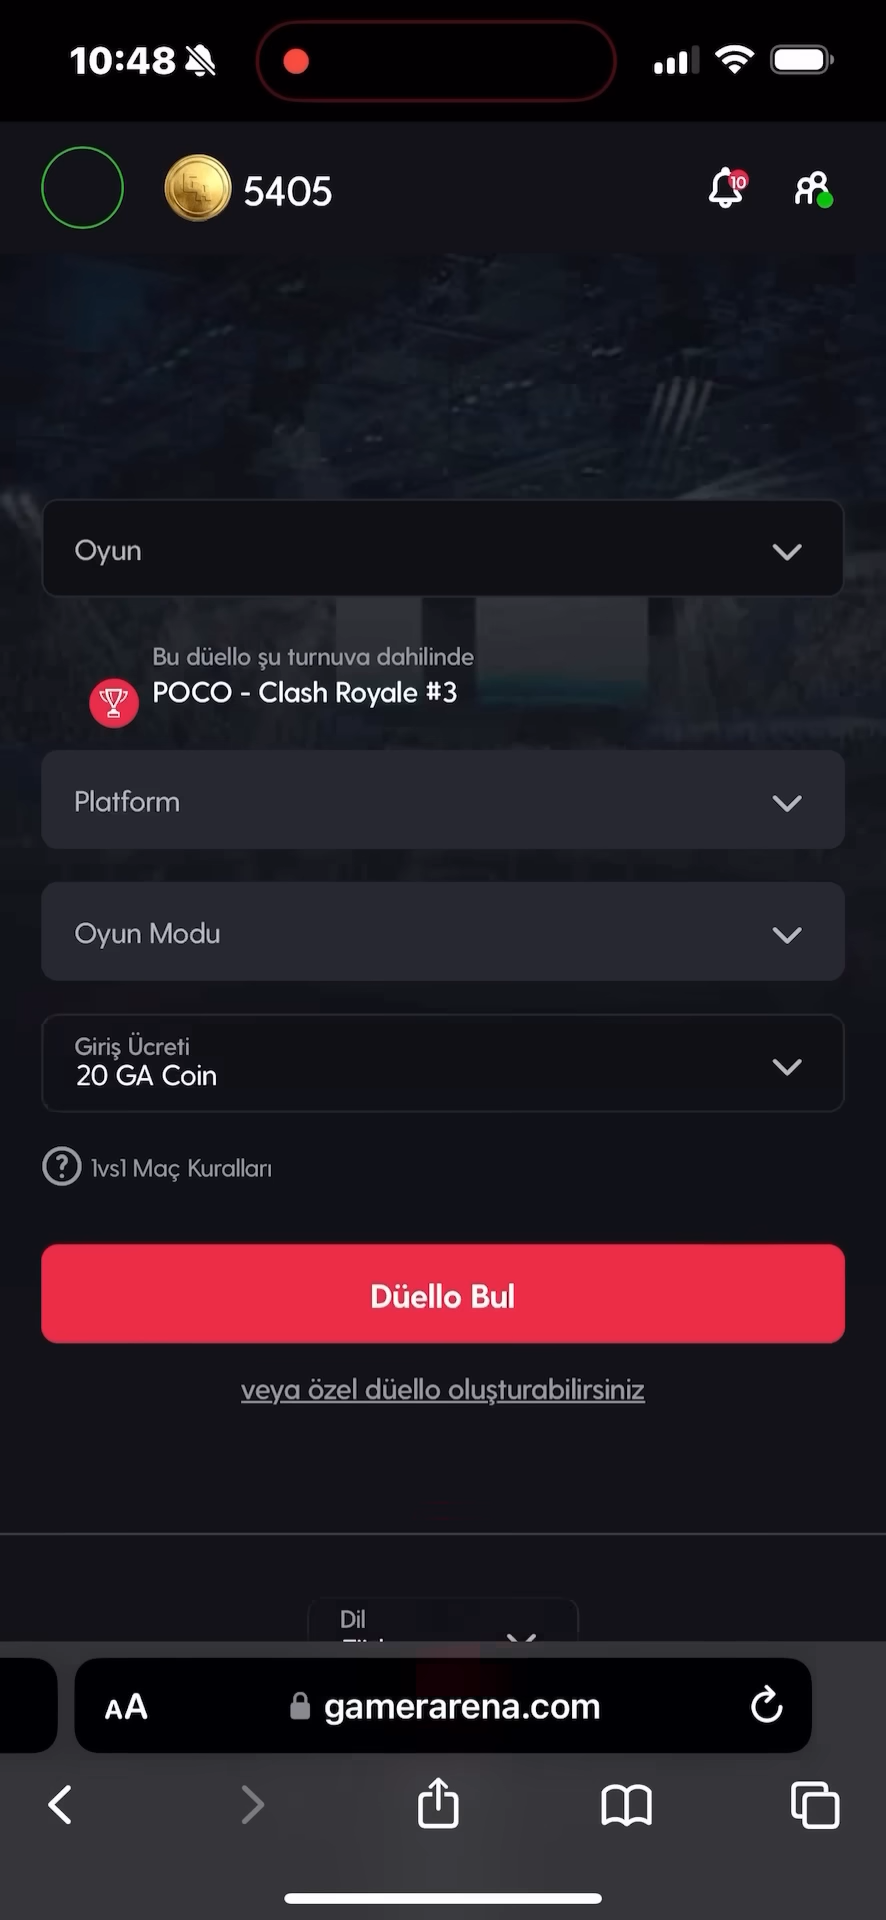 10:48
5405
10
Oyun
Bu düello şu turnuva dahilinde
POCO - Clash Royale #3
Platform
Oyun Modu
Giriş Ücreti
20 GA Coin
? 1vs1 Maç Kuralları
Düello Bul
veya özel düello oluşturabilirsiniz
Dil
AA
gamerarena.com